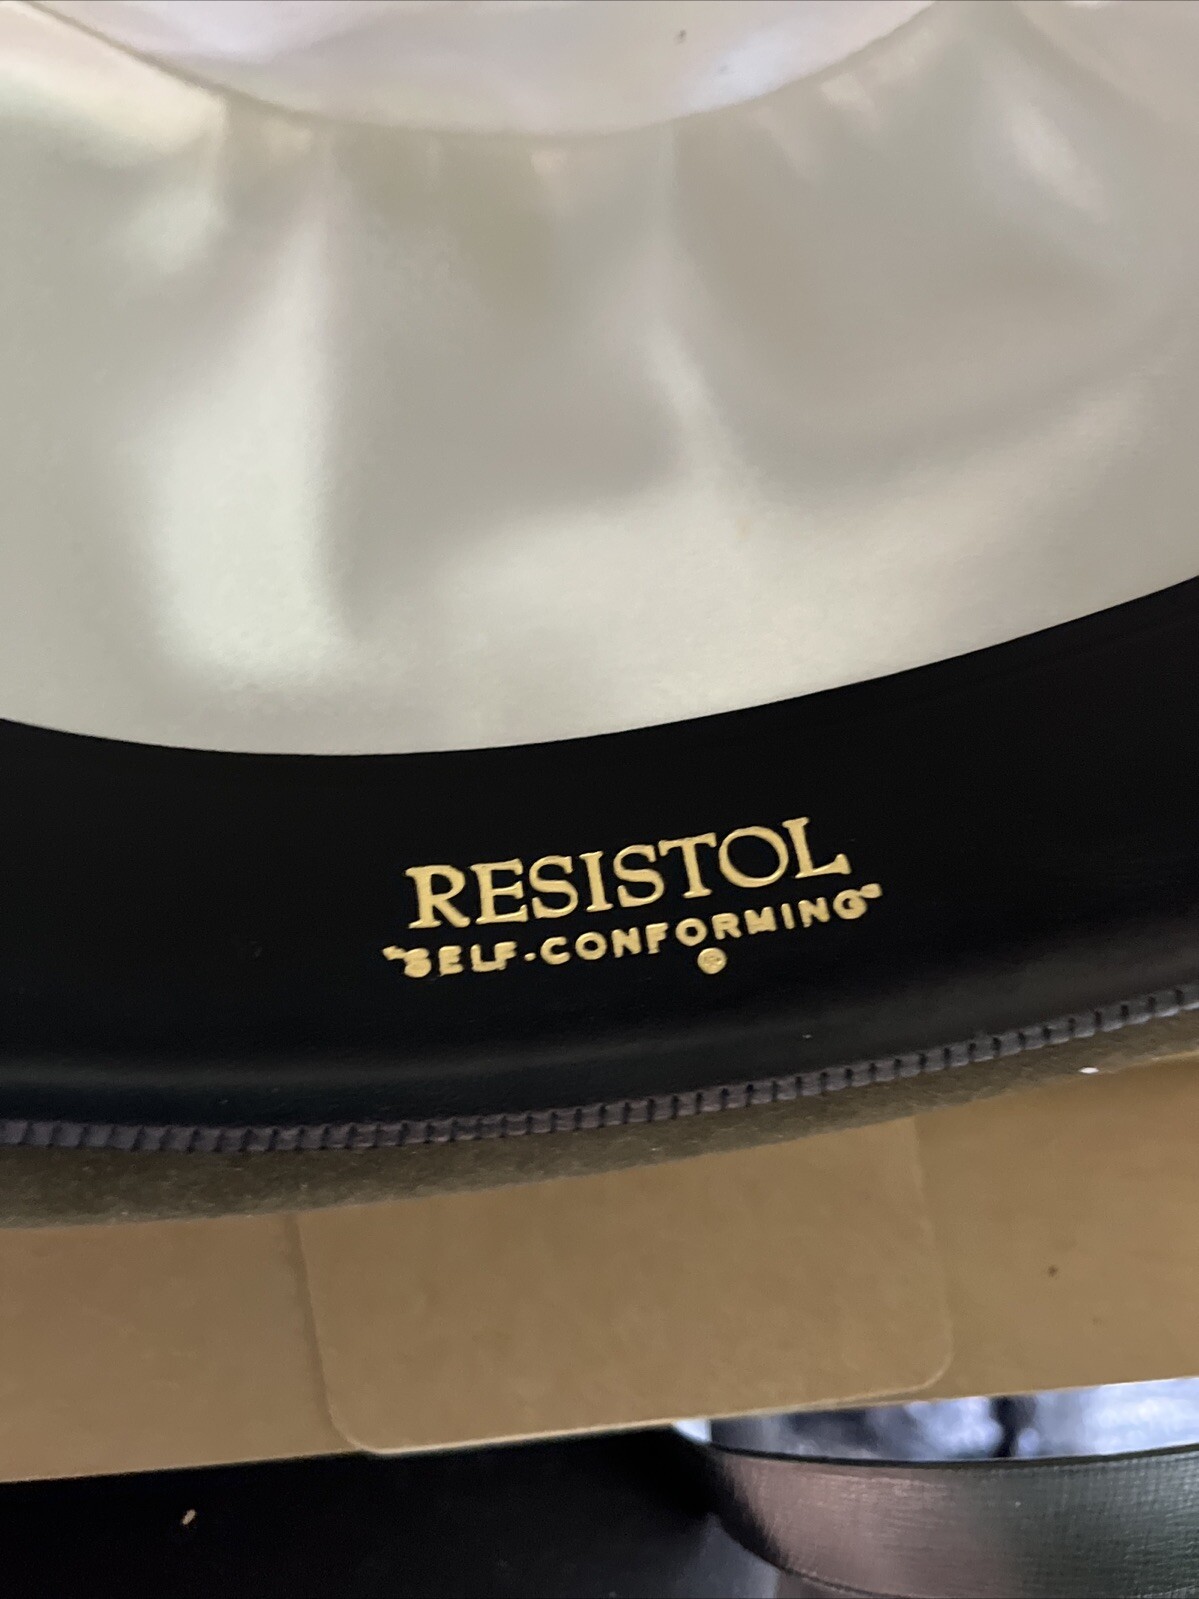 RESISTOL
"SELF-CONFORMING"
®